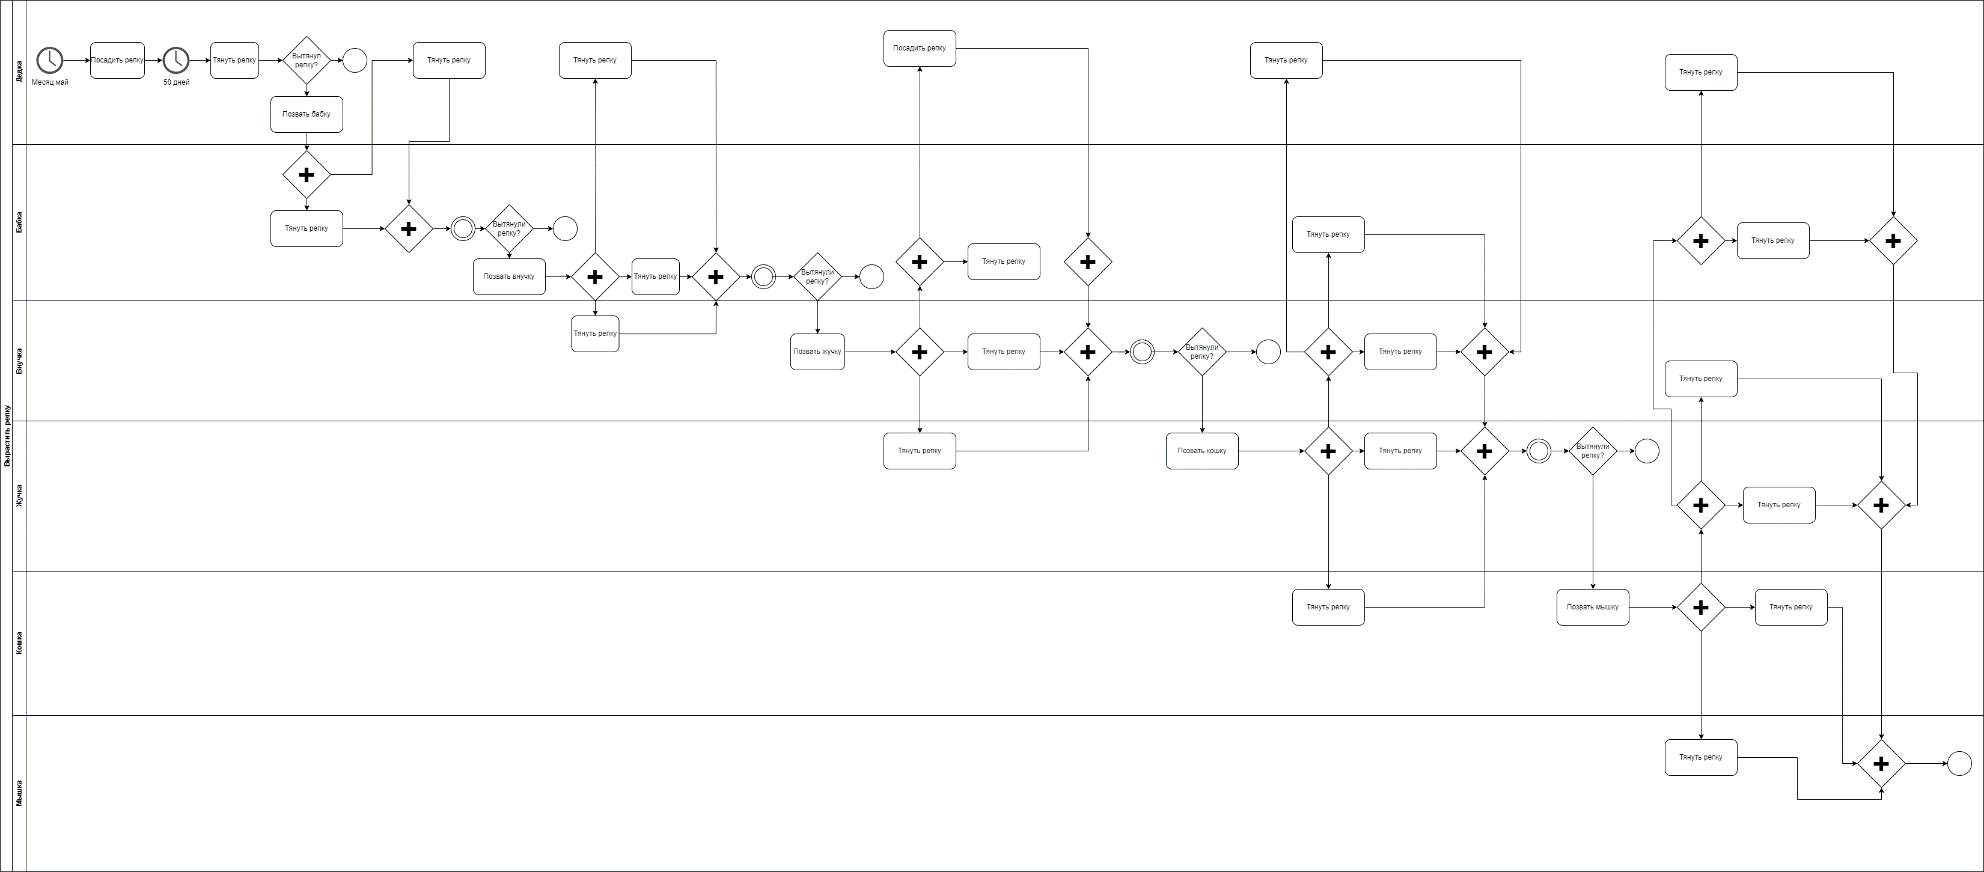 Вырастить репку
Дедка
Месяц май
Посадить репку
50 дней
Тянуть репку
Вытянул
репку?
Позвать бабку
Тянуть репку
Тянуть репку
Посадить репку
Тянуть репку
Тянуть репку
Бабка
Тянуть репку
Вытянули
репку?
Позвать внучку
Тянуть репку
Вытянули
репку?
Тянуть репку
Тянуть репку
Тянуть репку
Внучка
Тянуть репку
Позвать жучку
Тянуть репку
Вытянули
репку?
Тянуть репку
Тянуть репку
Жучка
Тянуть репку
Позвать кошку
Тянуть репку
Вытянули
репку?
Тянуть репку
Кошка
Тянуть репку
Позвать мышку
Тянуть репку
Мышка
Тянуть репку